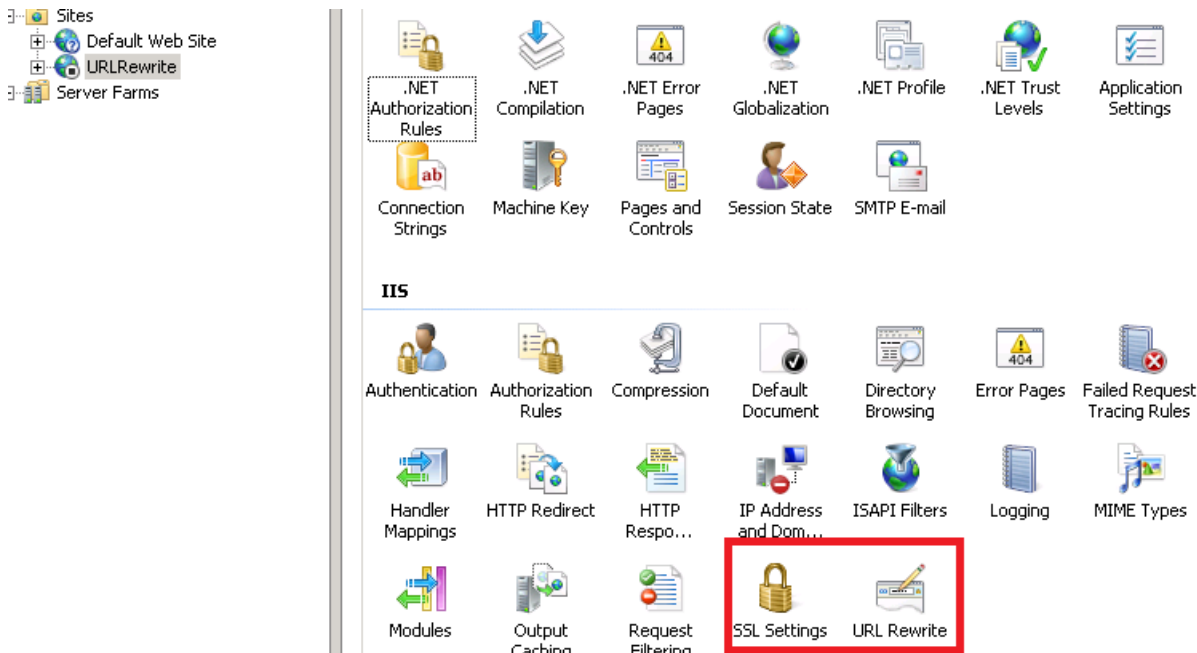 Sites
Default Web Site
URLRewrite
Server Farms
.NET Authorization Rules
.NET Compilation
.NET Error Pages
.NET Globalization
.NET Profile
.NET Trust Levels
Application Settings
Connection Strings
Machine Key
Pages and Controls
Session State
SMTP E-mail
IIS
Authentication
Authorization Rules
Compression
Default Document
Directory Browsing
Error Pages
Failed Request Tracing Rules
Handler Mappings
HTTP Redirect
HTTP Respo...
IP Address and Dom...
ISAPI Filters
Logging
MIME Types
Modules
Output Caching
Request Filtering
SSL Settings
URL Rewrite